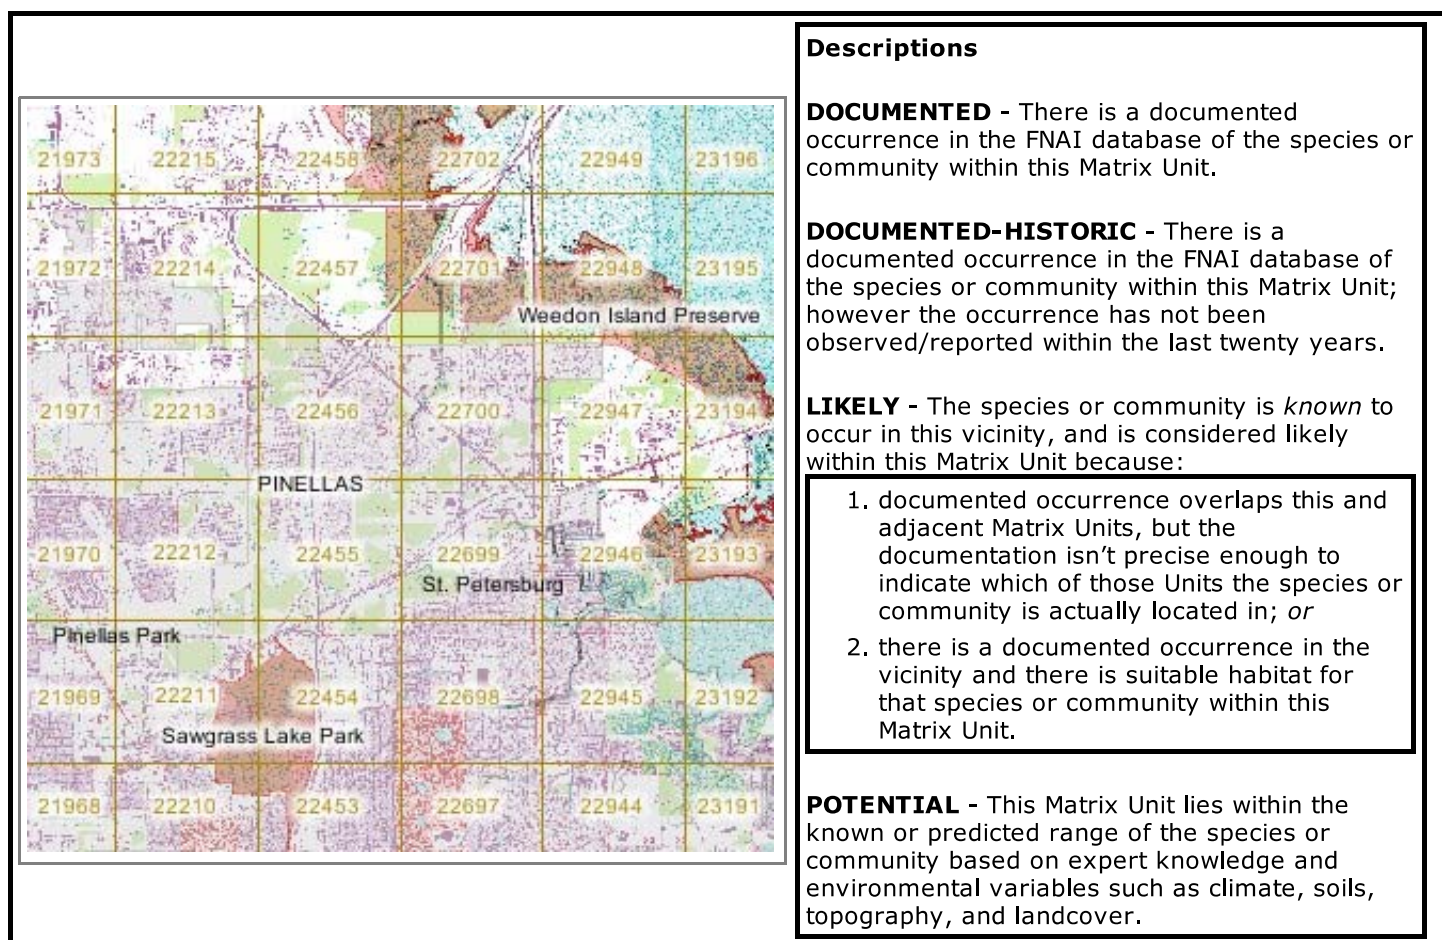 21973 22215 22458 22702 22949 23196
21972 22214 22457 22701 22948 23195
Weedon Island Preserve
21971 22213 22456 22700 22947 23194
PINELLAS
21970 22212 22455 22699 22946 23193
St. Petersburg
Pinellas Park
21969 22211 22454 22698 22945 23192
Sawgrass Lake Park
21968 22210 22453 22697 22944 23191
Descriptions
DOCUMENTED - There is a documented
occurrence in the FNAI database of the species or
community within this Matrix Unit.
DOCUMENTED-HISTORIC - There is a
documented occurrence in the FNAI database of
the species or community within this Matrix Unit;
however the occurrence has not been
observed/reported within the last twenty years.
LIKELY - The species or community is known to
occur in this vicinity, and is considered likely
within this Matrix Unit because:
1. documented occurrence overlaps this and
adjacent Matrix Units, but the
documentation isn't precise enough to
indicate which of those Units the species or
community is actually located in; or
2. there is a documented occurrence in the
vicinity and there is suitable habitat for
that species or community within this
Matrix Unit.
POTENTIAL - This Matrix Unit lies within the
known or predicted range of the species or
community based on expert knowledge and
environmental variables such as climate, soils,
topography, and landcover.